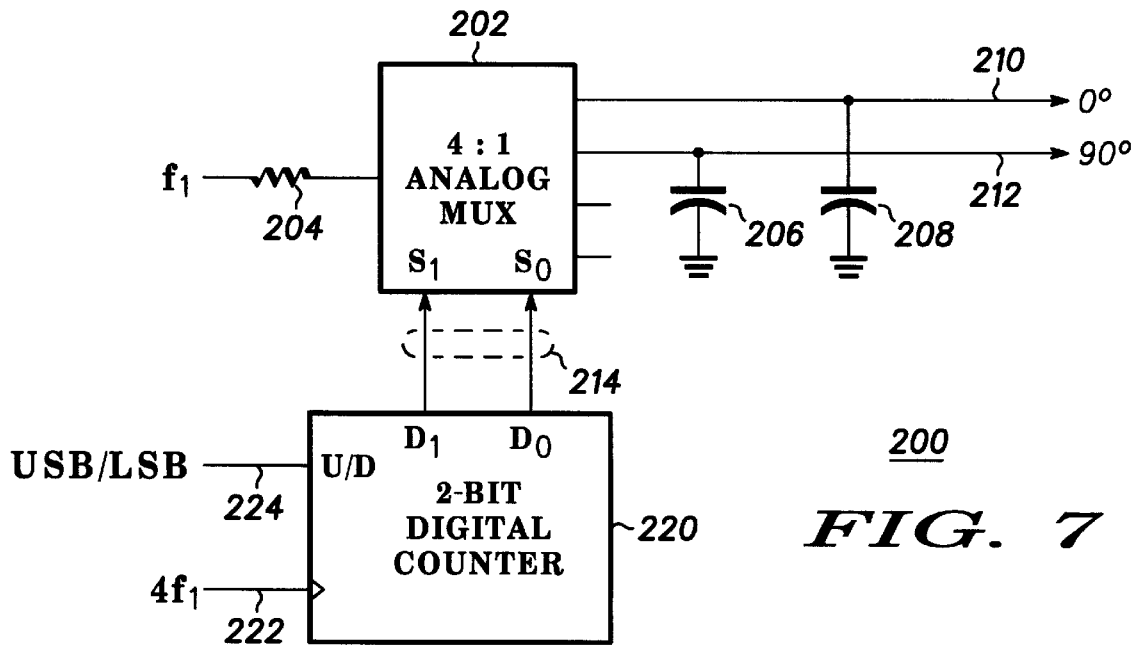 202
210
0°
4 : 1
ANALOG
MUX
90°
212
f₁
204
206
208
S₁ S₀
214
D₁ D₀
USB/LSB
U/D
224
2-BIT
DIGITAL
COUNTER
220
4f₁
222
200
FIG. 7